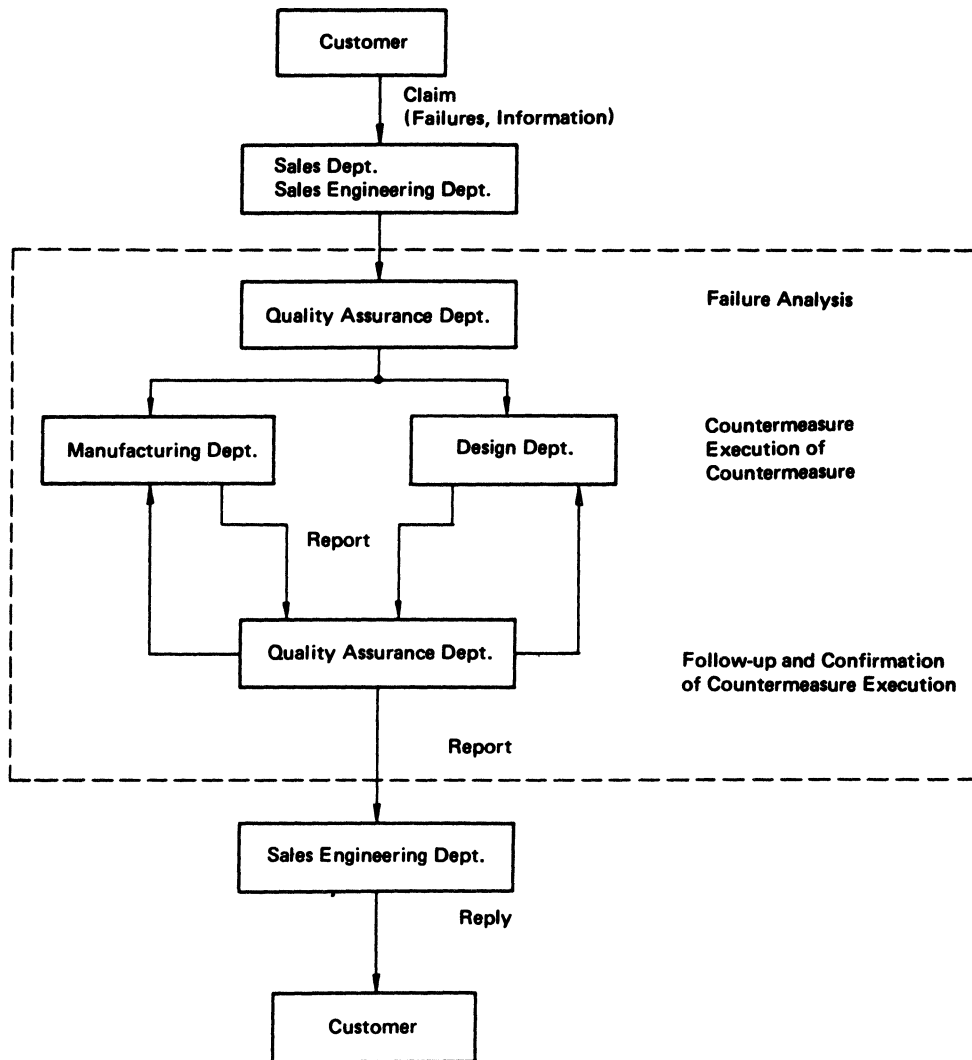 Customer
Claim
(Failures, Information)
Sales Dept.
Sales Engineering Dept.
Quality Assurance Dept.
Failure Analysis
Manufacturing Dept.
Design Dept.
Countermeasure
Execution of
Countermeasure
Report
Quality Assurance Dept.
Follow-up and Confirmation
of Countermeasure Execution
Report
Sales Engineering Dept.
Reply
Customer